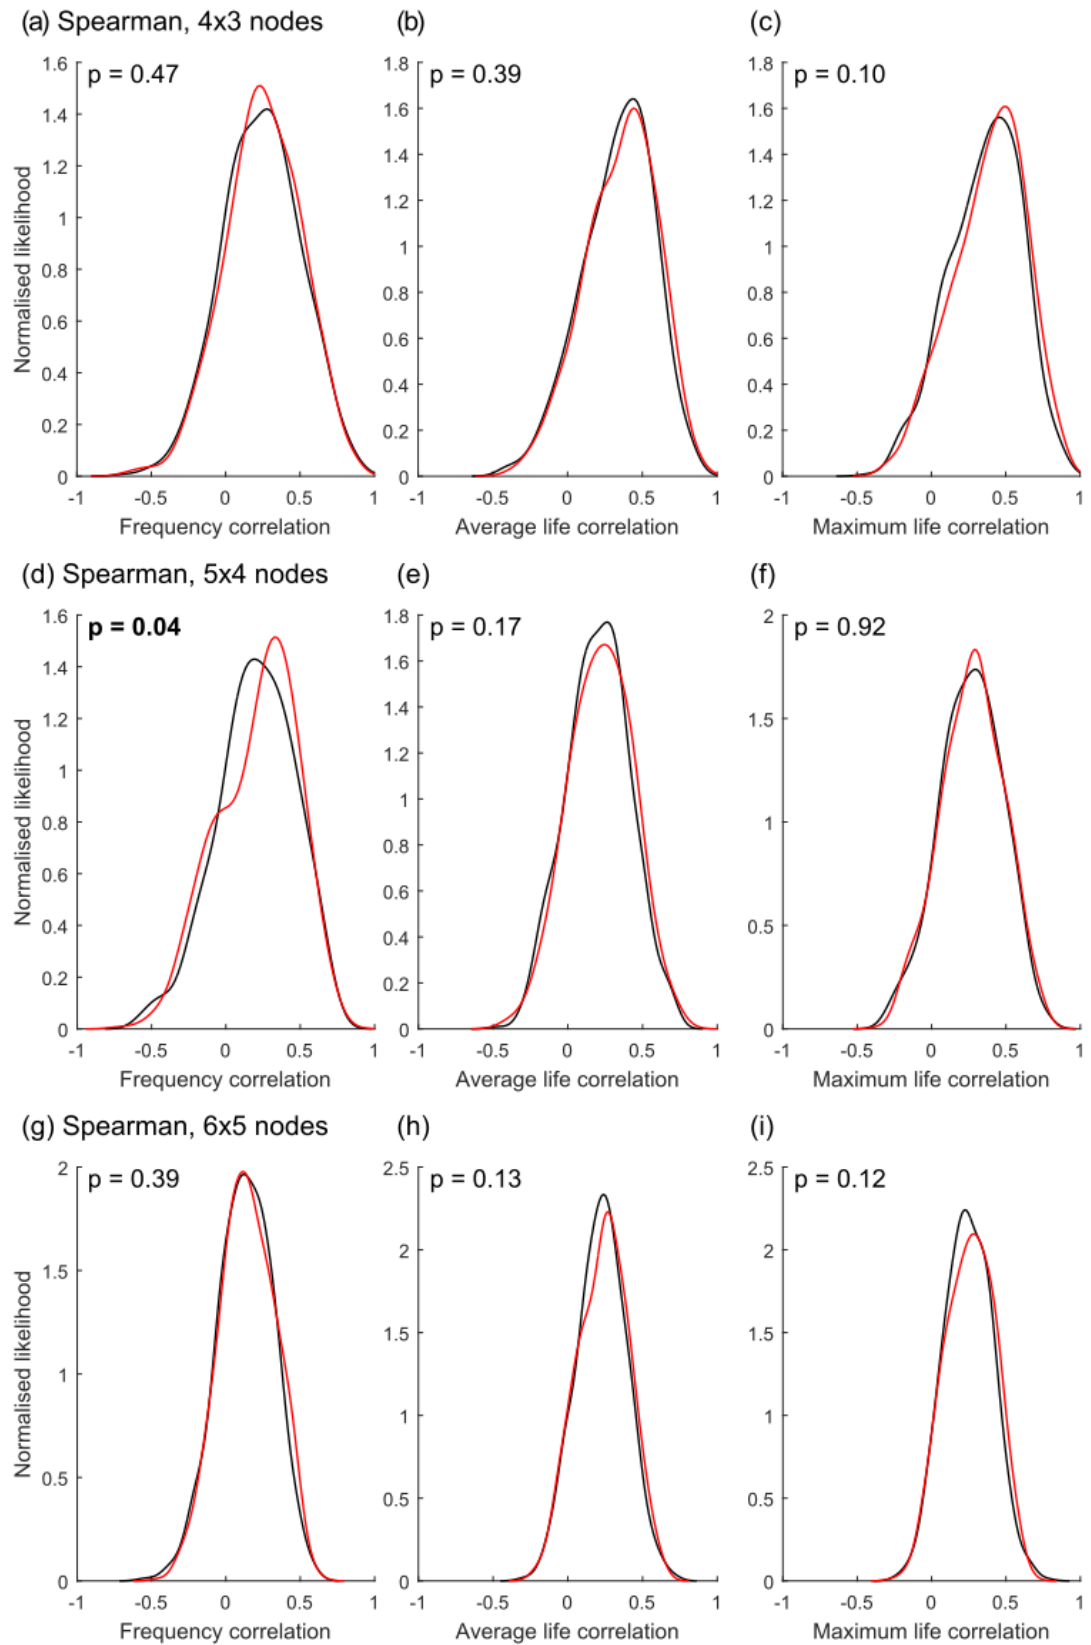 (a) Spearman, 4x3 nodes
(b)
(c)
p = 0.47
p = 0.39
p = 0.10
Normalised likelihood
1.6
1.4
1.2
1
0.8
1.6
0.4
0.2
0
-1 -0.5 0 0.5 1
Frequency correlation
1.8
1.6
1.4
1.2
1
0.8
0.6
0.4
0.2
0
-1 -0.5 0 0.5 1
Average life correlation
1.8
1.6
1.4
1.2
1
0.8
0.6
0.4
0.2
0
-1 -0.5 0 0.5 1
Maximum life correlation
(d) Spearman, 5x4 nodes
(e)
(f)
p = 0.04
p = 0.17
p = 0.92
Normalised likelihood
1.6
1.4
1.2
1
0.8
0.6
0.4
0.2
0
-1 -0.5 0 0.5 1
Frequency correlation
1.8
1.6
1.4
1.2
1
0.8
0.6
0.4
0.2
0
-1 -0.5 0 0.5 1
Average life correlation
2
1.5
1
0.5
0
-1 -0.5 0 0.5 1
Maximum life correlation
(g) Spearman, 6x5 nodes
(h)
(i)
p = 0.39
p = 0.13
p = 0.12
Normalised likelihood
2
1.5
1
0.5
0
-1 -0.5 0 0.5 1
Frequency correlation
2.5
2
1.5
1
0.5
0
-1 -0.5 0 0.5 1
Average life correlation
2.5
2
1.5
1
0.5
0
-1 -0.5 0 0.5 1
Maximum life correlation